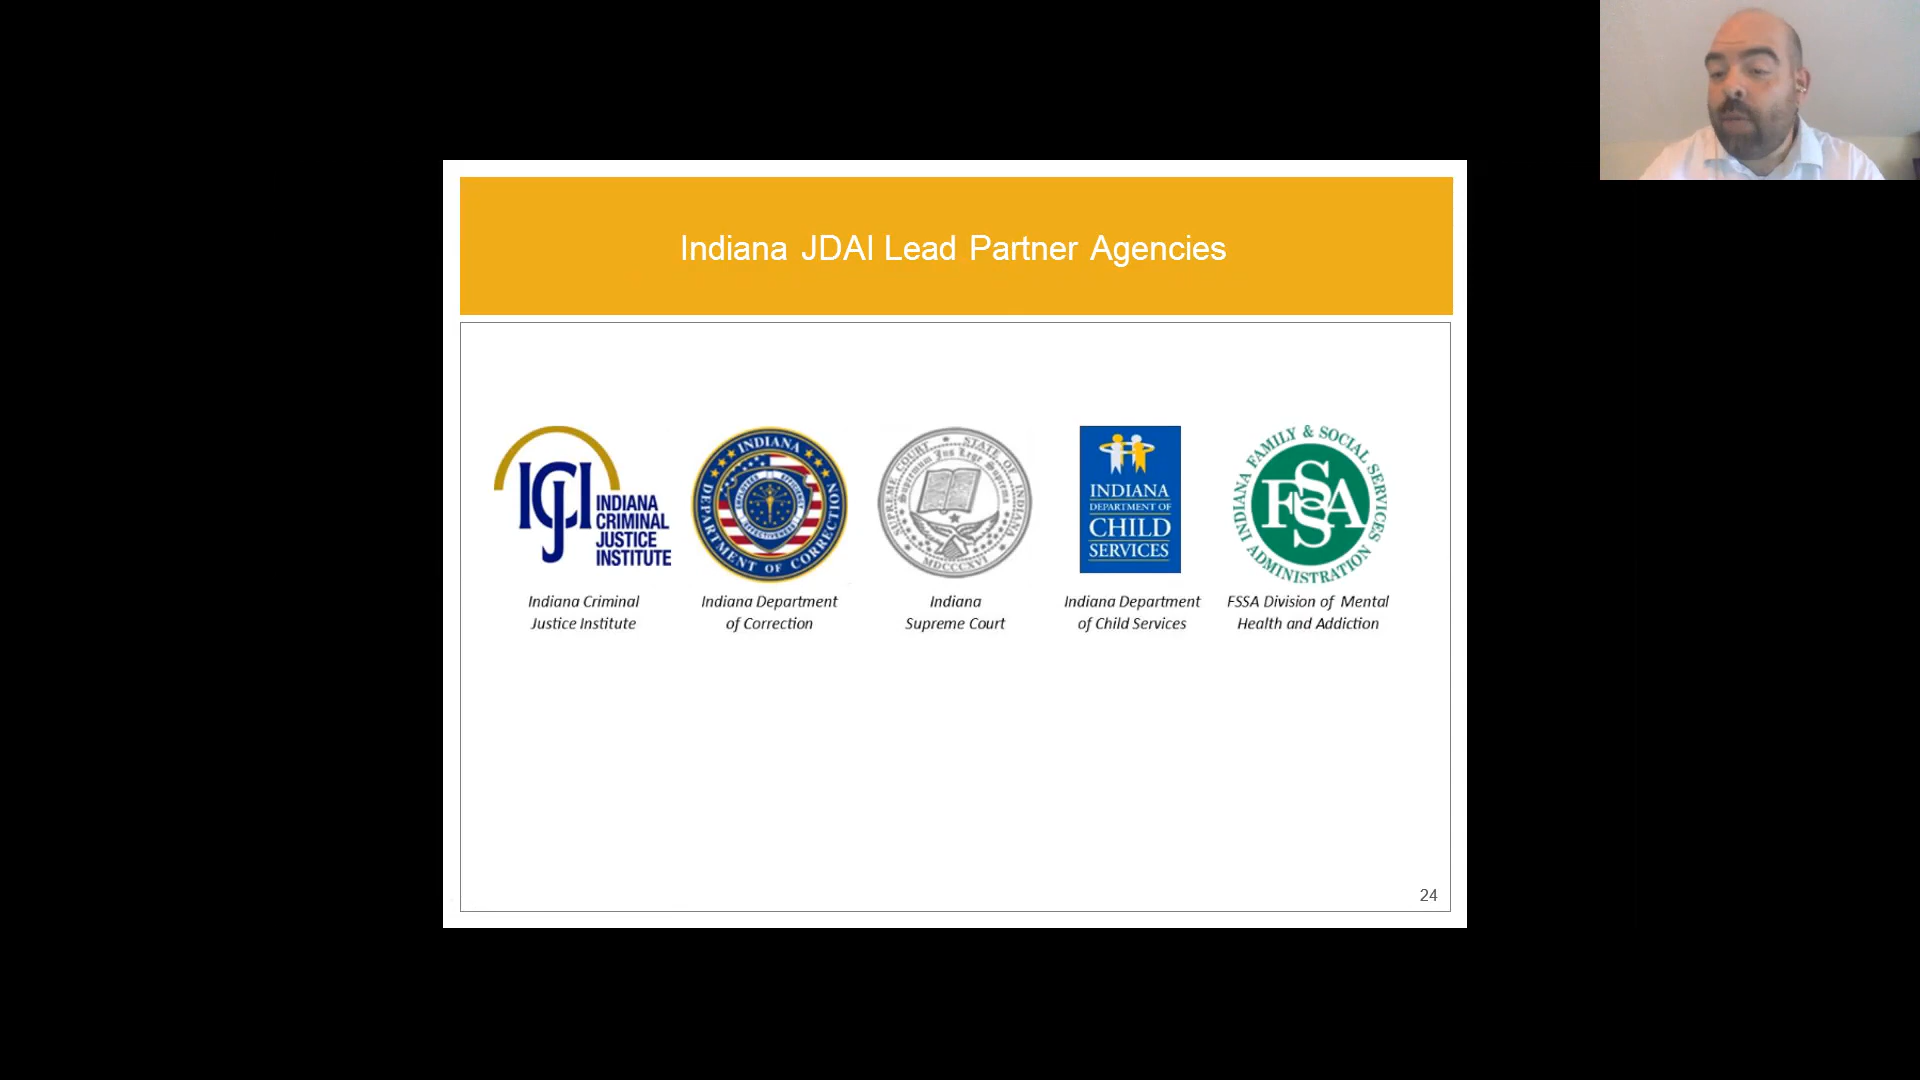 Indiana JDAI Lead Partner Agencies
ICJI
INDIANA
CRIMINAL
JUSTICE
INSTITUTE
INDIANA
DEPARTMENT OF CORRECTION
SUPREME COURT STATE OF INDIANA
MDCCCXVI
INDIANA
DEPARTMENT OF
CHILD
SERVICES
INDIANA FAMILY & SOCIAL SERVICES ADMINISTRATION
FSSA
Indiana Criminal
Justice Institute
Indiana Department
of Correction
Indiana
Supreme Court
Indiana Department
of Child Services
FSSA Division of Mental
Health and Addiction
24